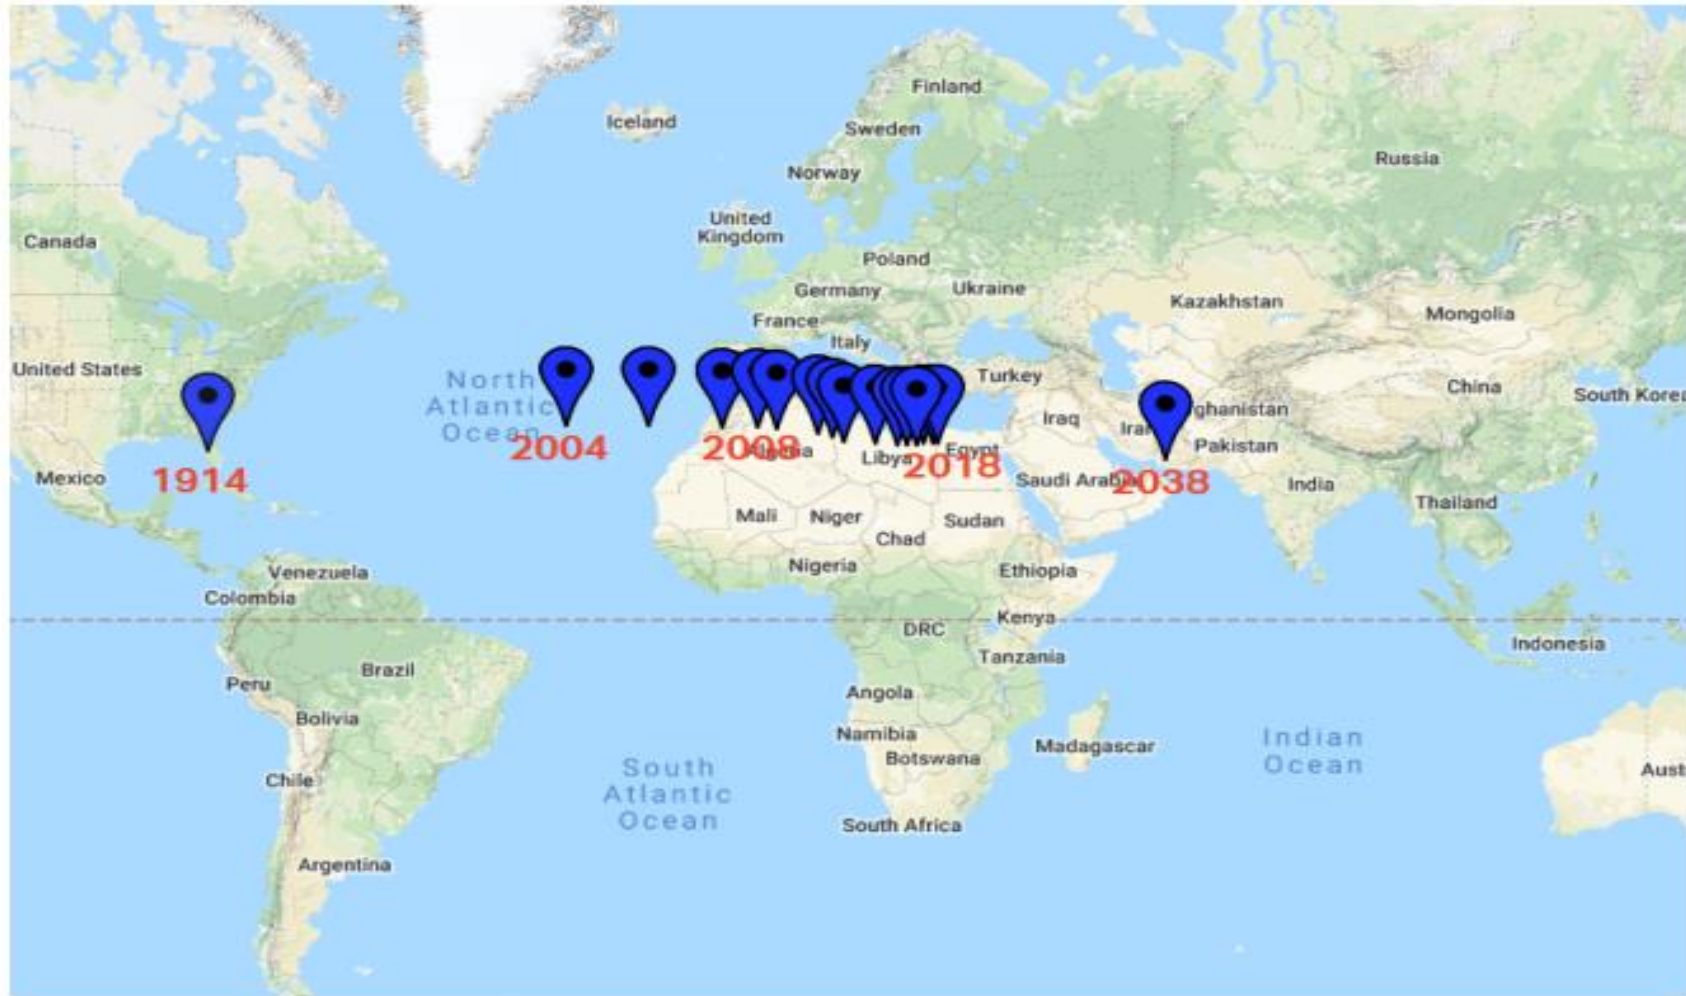 Finland
Iceland
Sweden
Russia
Norway
United
Kingdom
Canada
Poland
Germany
Ukraine
Kazakhstan
Mongolia
France
Italy
United States
North
Atlantic
Ocean
Turkey
China
South Korea
Iraq
ghanistan
Iran
Pakistan
2004
2008
Libya
Egypt
2018
1914
Mexico
Saudi Arabia
2038
India
Thailand
Mali
Niger
Sudan
Chad
Nigeria
Ethiopia
Venezuela
Colombia
Kenya
DRC
Indonesia
Tanzania
Brazil
Peru
Angola
Bolivia
Namibia
Botswana
Madagascar
Indian
Ocean
South
Atlantic
Ocean
Chile
Aust
South Africa
Argentina